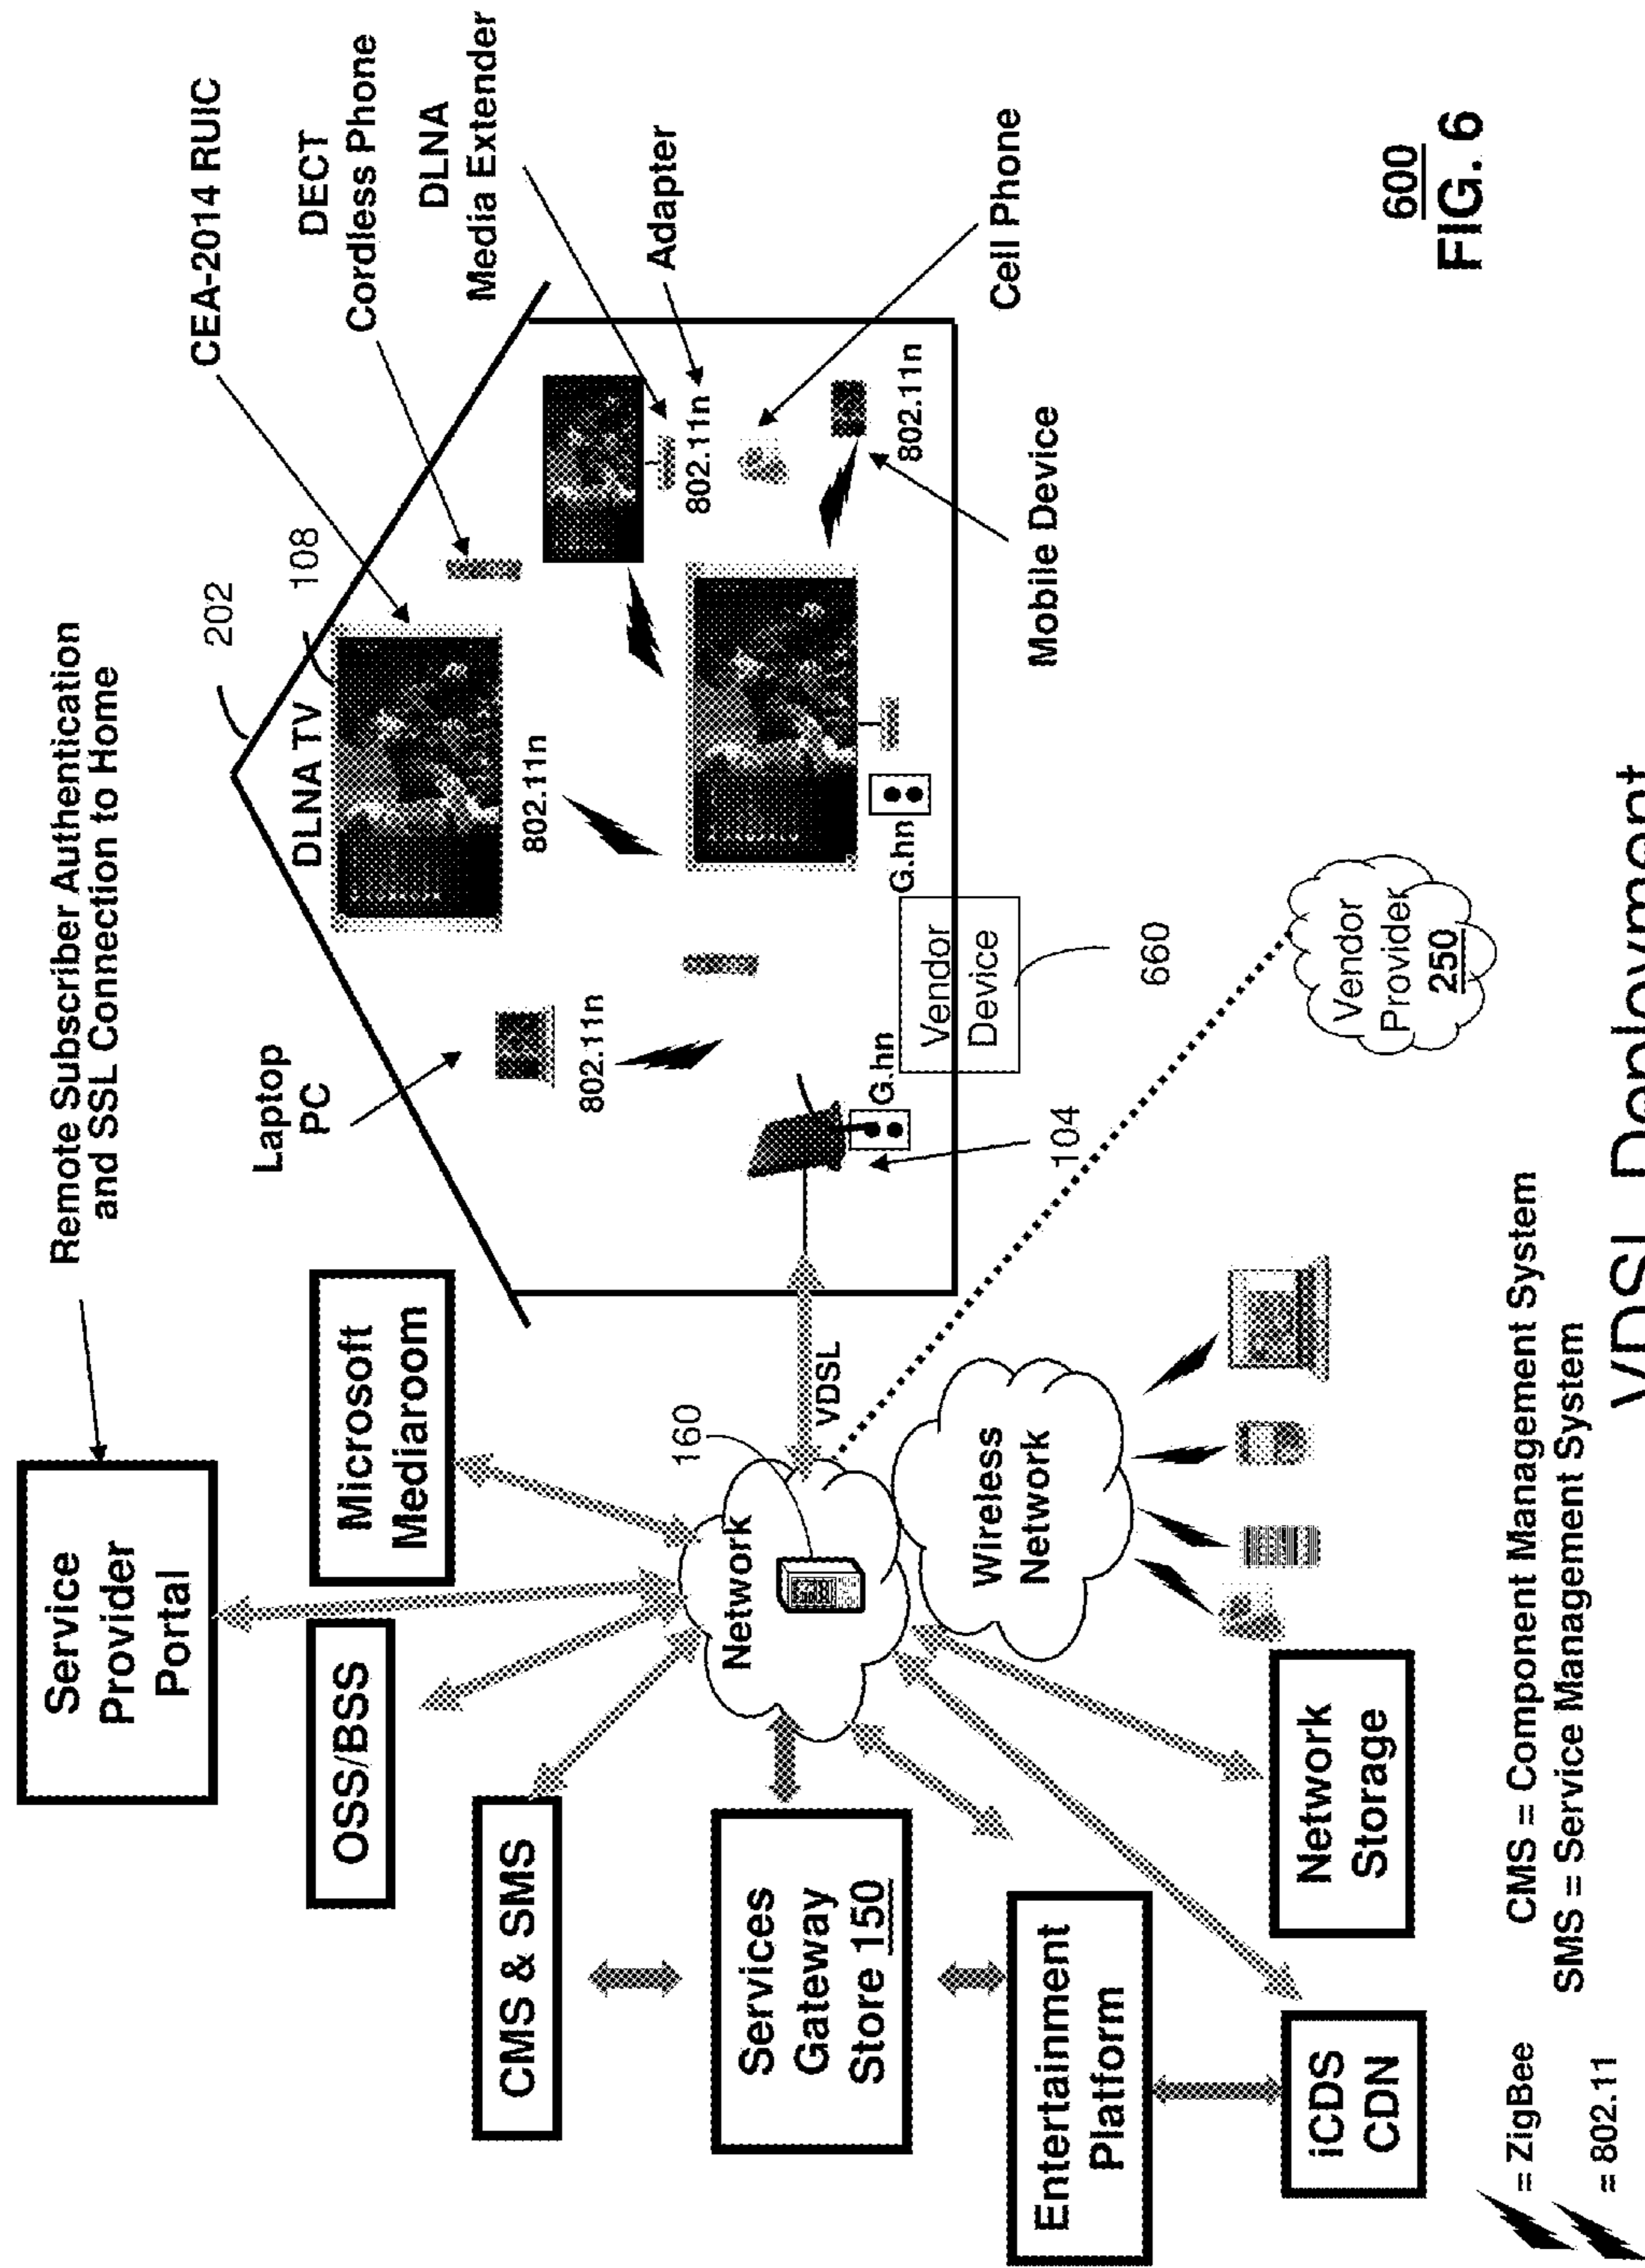 Remote Subscriber Authentication
and SSL Connection to Home
Service
Provider
Portal
Microsoft
Mediaroom
OSS/BSS
CMS & SMS
Services
Gateway
Store 150
Entertainment
Platform
iCDS
CDN
Network
Storage
Network
160
VDSL
Wireless
Network
202
108
CEA-2014 RUIC
DECT
Cordless Phone
DLNA
Media Extender
Adapter
Cell Phone
Mobile Device
Laptop
PC
DLNA TV
802.11n
802.11n
802.11n
802.11n
G.hn
G.hn
104
Vendor
Device
660
Vendor
Provider
250
= ZigBee
= 802.11
CMS = Component Management System
SMS = Service Management System
VDSL Deployment
600
FIG. 6